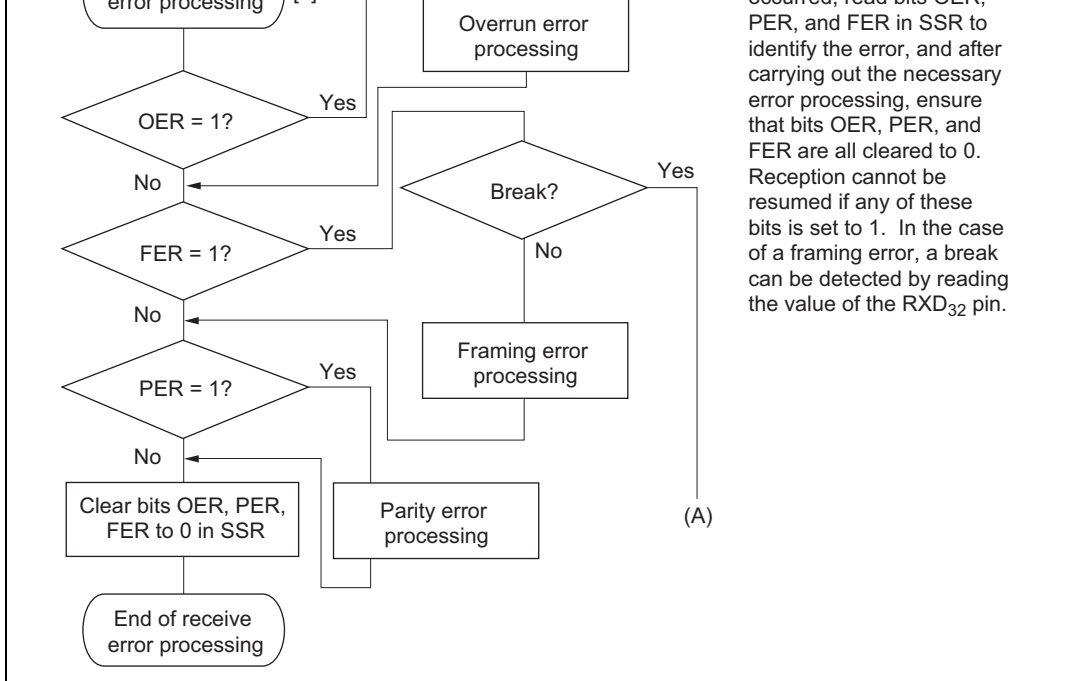 error processing
Overrun error
processing
OER = 1?
Yes
No
Break?
Yes
No
FER = 1?
Yes
No
Framing error
processing
PER = 1?
Yes
No
Clear bits OER, PER,
FER to 0 in SSR
Parity error
processing
(A)
End of receive
error processing
occurred, read bits OER,
PER, and FER in SSR to
identify the error, and after
carrying out the necessary
error processing, ensure
that bits OER, PER, and
FER are all cleared to 0.
Reception cannot be
resumed if any of these
bits is set to 1.  In the case
of a framing error, a break
can be detected by reading
the value of the RXD32 pin.